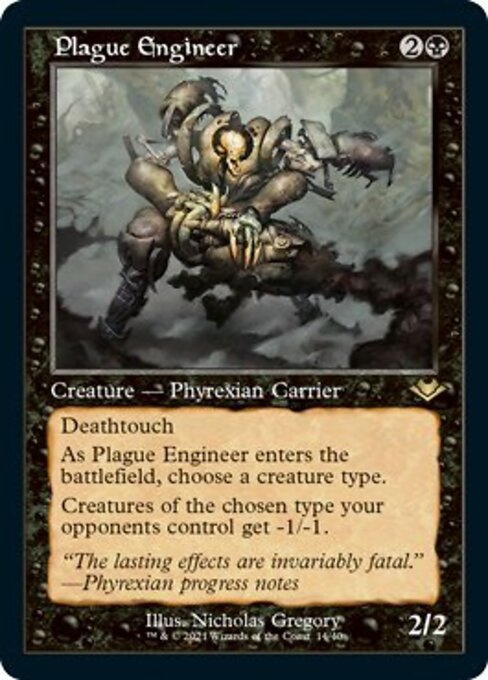 Plague Engineer 2
Creature — Phyrexian Carrier
Deathtouch
As Plague Engineer enters the
battlefield, choose a creature type.
Creatures of the chosen type your
opponents control get -1/-1.
“The lasting effects are invariably fatal.”
—Phyrexian progress notes
Illus. Nicholas Gregory
™ & © 2021 Wizards of the Coast 14/40
2/2